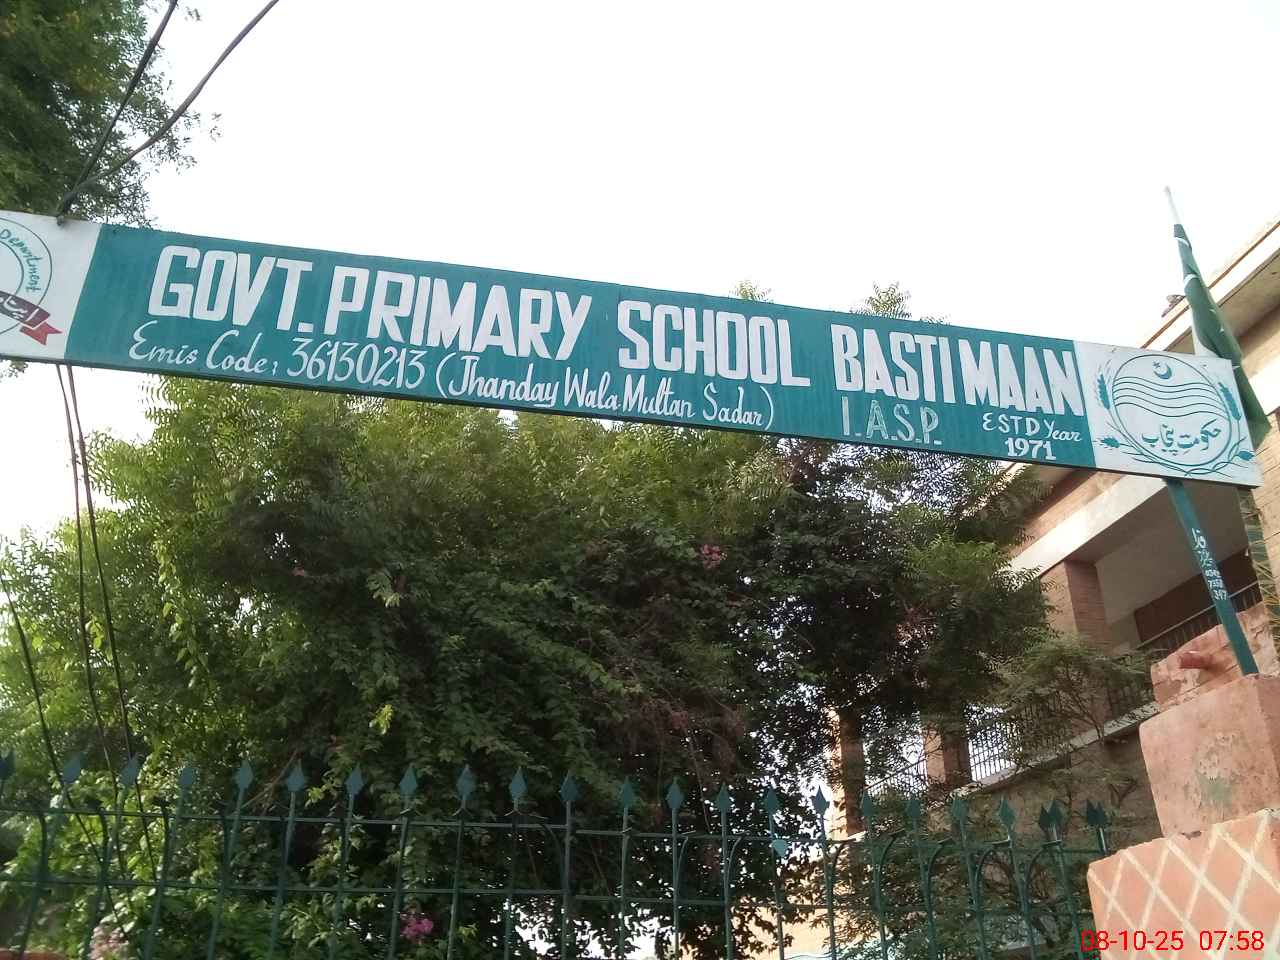 Department
GOVT. PRIMARY SCHOOL BASTI MAAN
Emis Code: 36130213 (Jhanday Wala Multan Sadar)
I.A.S.P.
ESTD Year
1971
حکومت پنجاب
08-10-25 07:58